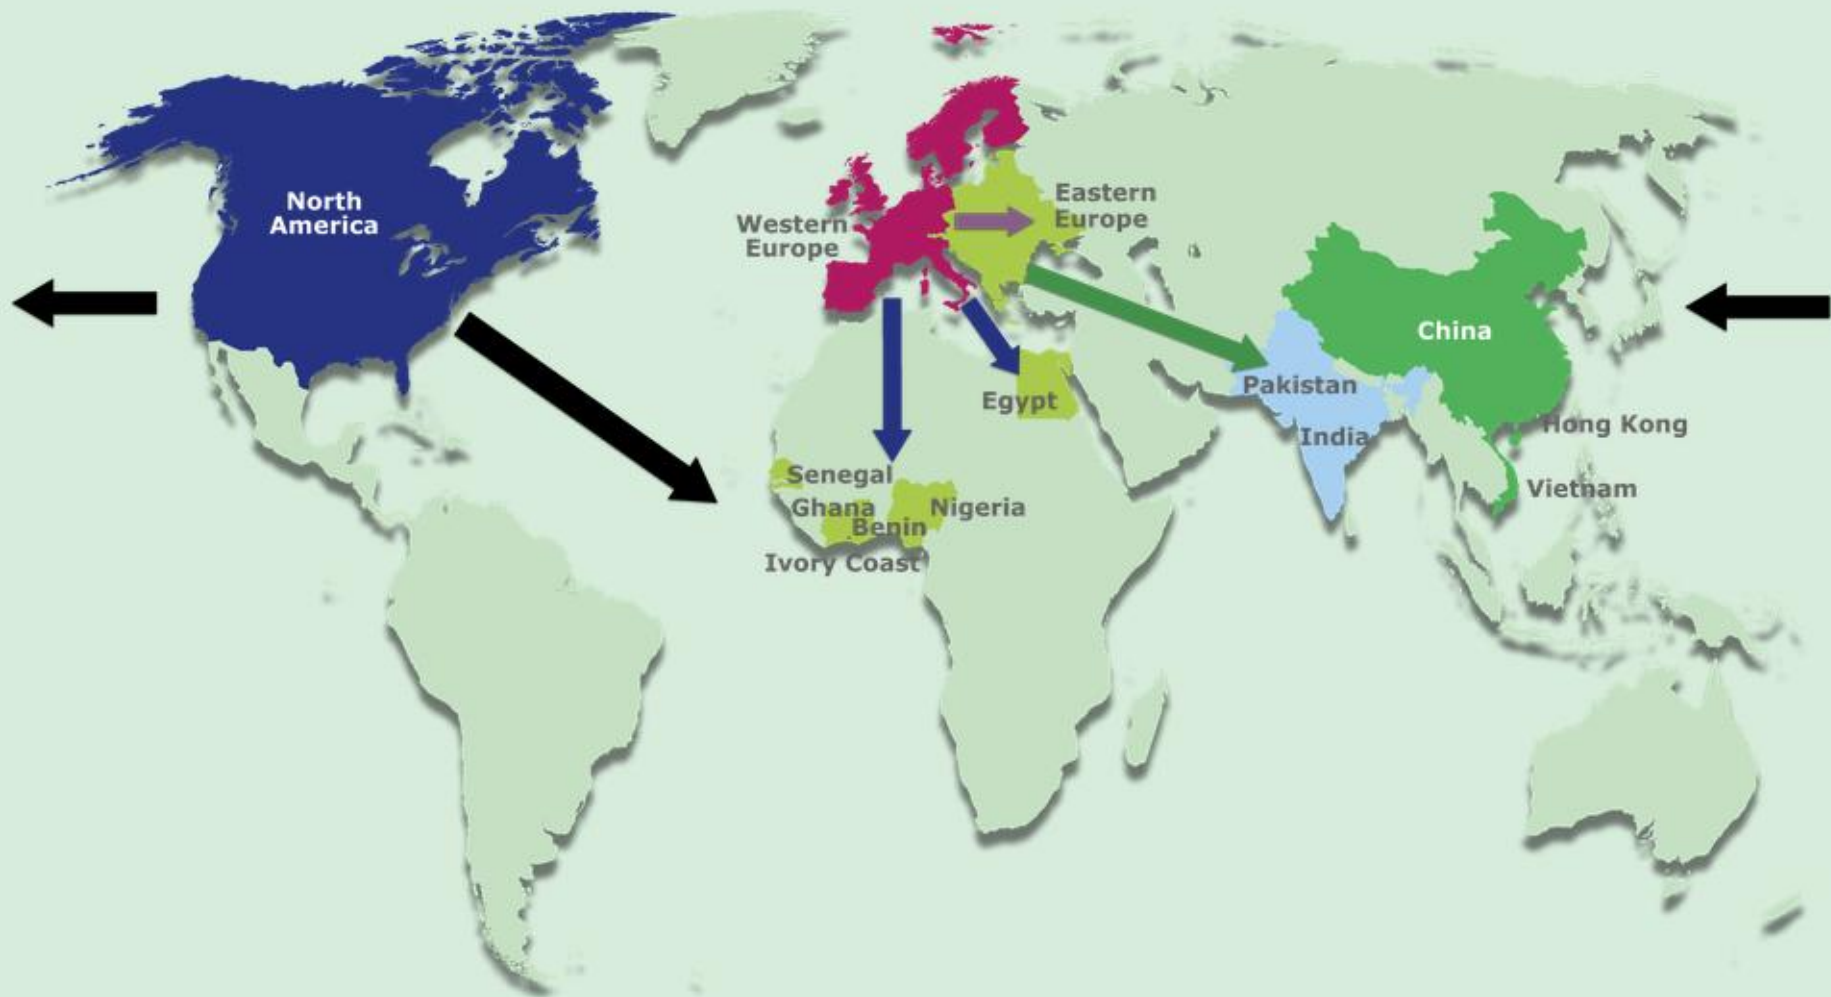 North
America
Western
Europe
Eastern
Europe
China
Pakistan
Egypt
Hong Kong
India
Senegal
Vietnam
Ghana
Nigeria
Benin
Ivory Coast